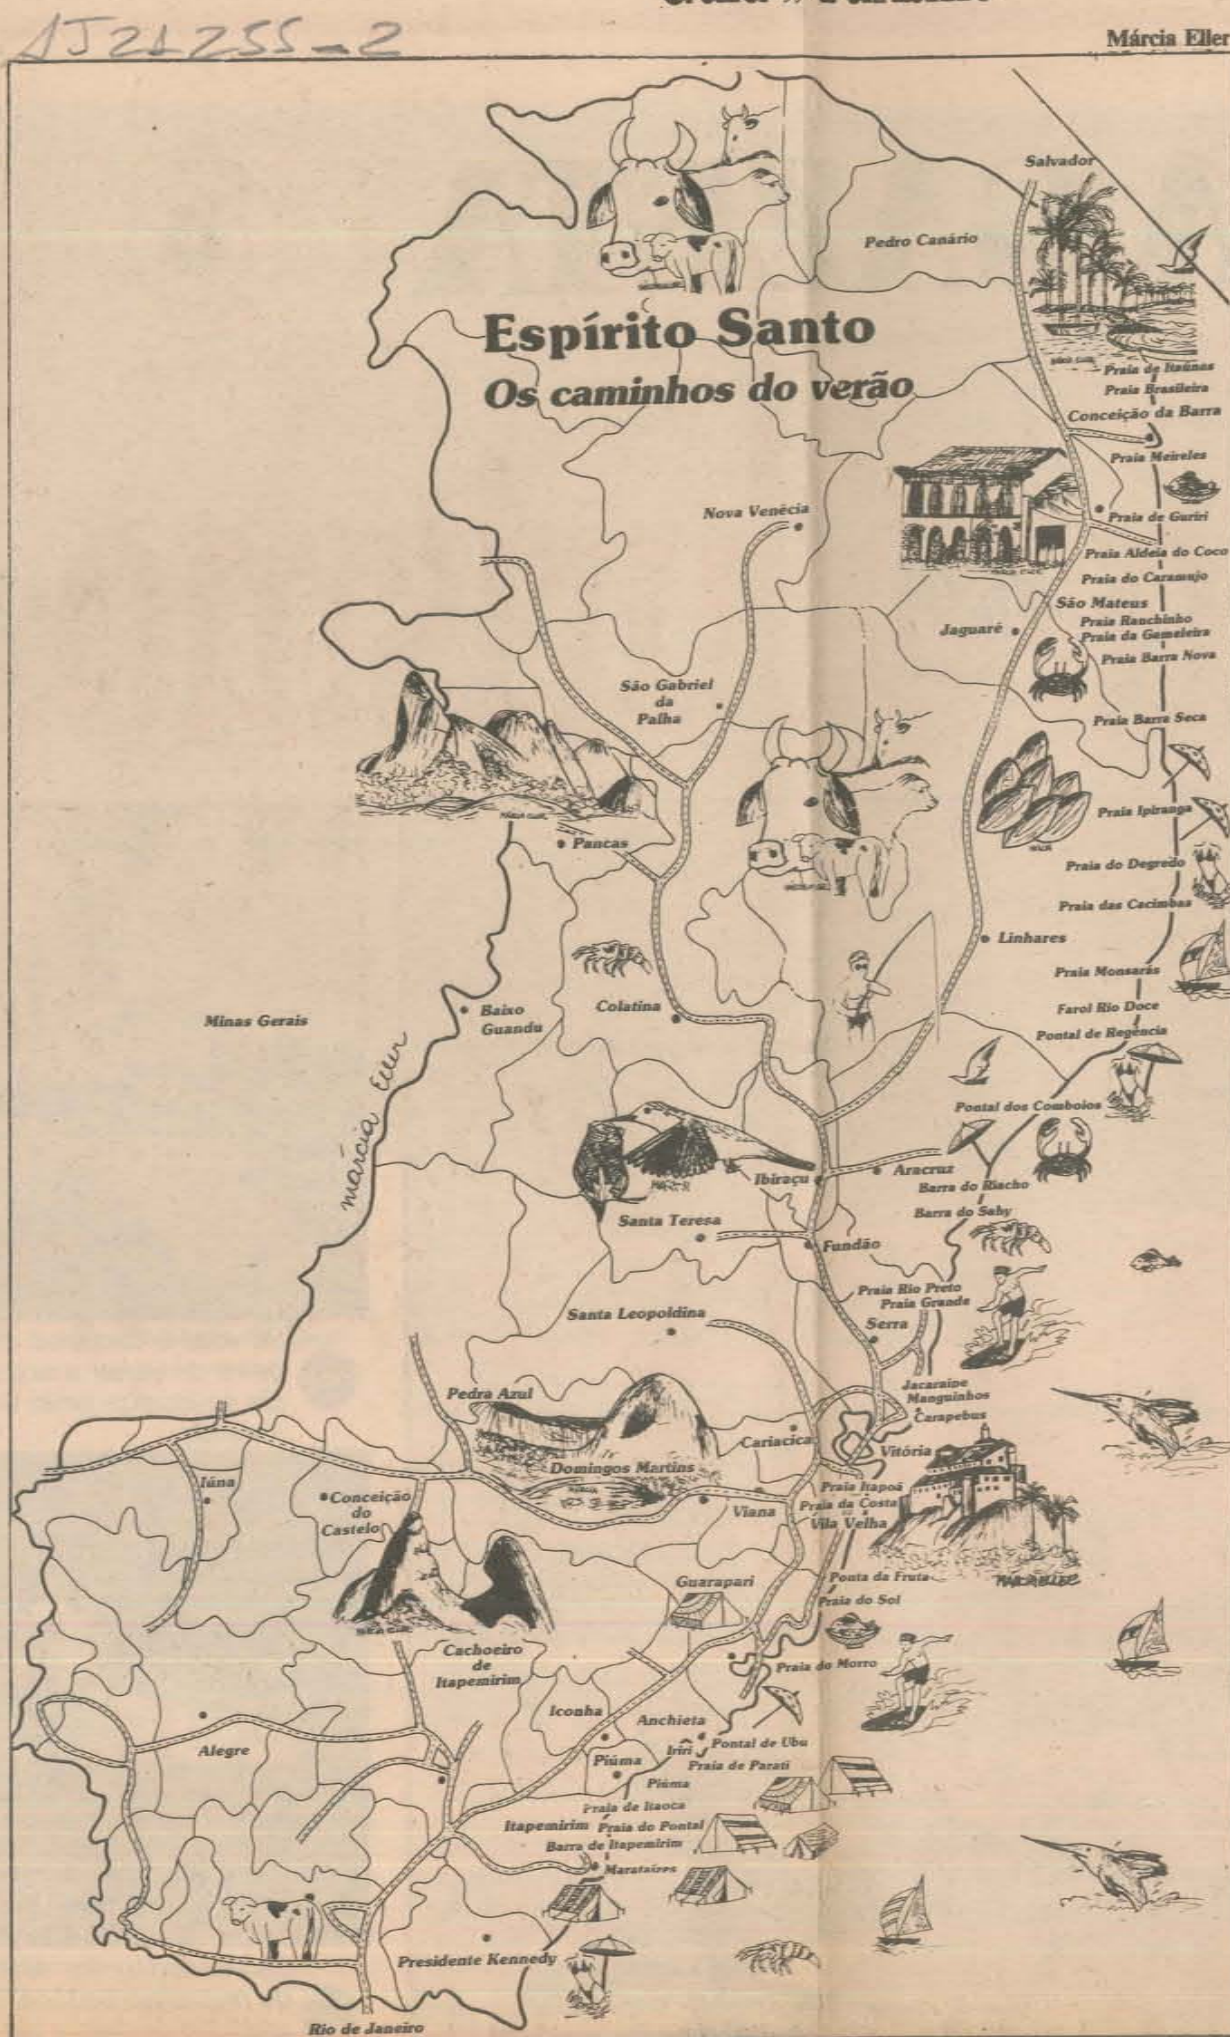 AJ21255-2
Márcia Eller
Salvador
Pedro Canário
Espírito Santo
Os caminhos do verão
Praia de Itaúnas
Praia Brasileira
Conceição da Barra
Praia Meireles
Nova Venécia
Praia de Guriri
Praia Aldeia do Coco
Praia do Caramujo
São Mateus
Praia Ranchinho
Jaguaré
Praia da Gameleira
Praia Barra Nova
São Gabriel
da
Palha
Praia Barra Seca
Praia Ipiranga
Pancas
Praia do Degredo
Praia das Cacimbas
Linhares
Praia Monsarás
Minas Gerais
Baixo
Guandu
Colatina
Farol Rio Doce
Pontal de Regência
márcia Eller
Pontal dos Comboios
Ibiraçu
Aracruz
Barra do Riacho
Barra do Sahy
Santa Teresa
Fundão
Praia Rio Preto
Praia Grande
Santa Leopoldina
Serra
Jacaraípe
Manguinhos
Carapebus
Pedra Azul
Cariacica
Vitória
Domingos Martins
Iúna
Conceição
do
Castelo
Viana
Praia Itapoã
Praia da Costa
Vila Velha
Guarapari
Ponta da Fruta
MÁRCIA ELLER
Praia do Sol
Cachoeiro
de
Itapemirim
Praia do Morro
Iconha
Anchieta
Alegre
Iriri
Pontal de Ubu
Piúma
Praia de Parati
Piúma
Praia de Itaoca
Itapemirim
Praia do Pontal
Barra de Itapemirim
Marataízes
Presidente Kennedy
Rio de Janeiro